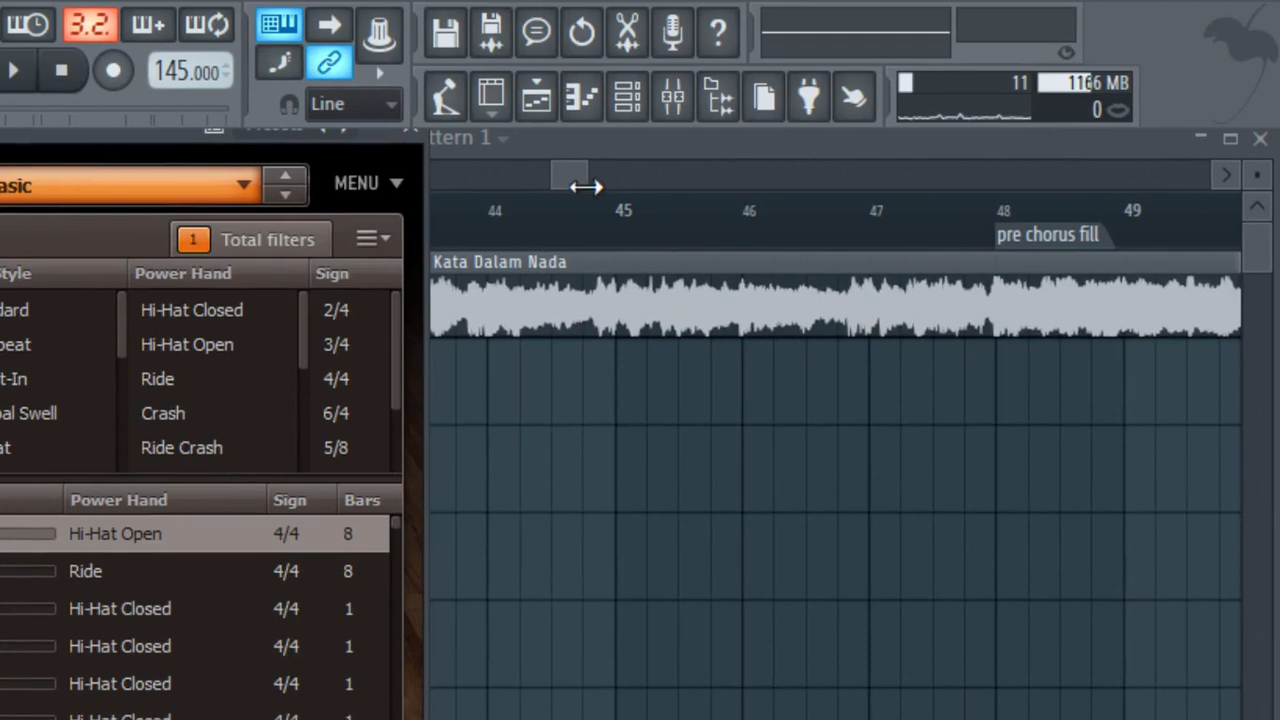 3.2.
145.000
Line
?
11
1166 MB
0
ttern 1
asic
MENU
1 Total filters
Style
Power Hand
Sign
dard
Hi-Hat Closed
2/4
beat
Hi-Hat Open
3/4
t-In
Ride
4/4
oal Swell
Crash
6/4
at
Ride Crash
5/8
Power Hand
Sign
Bars
Hi-Hat Open
4/4
8
Ride
4/4
8
Hi-Hat Closed
4/4
1
Hi-Hat Closed
4/4
1
Hi-Hat Closed
4/4
1
44
45
46
47
48
49
pre chorus fill
Kata Dalam Nada